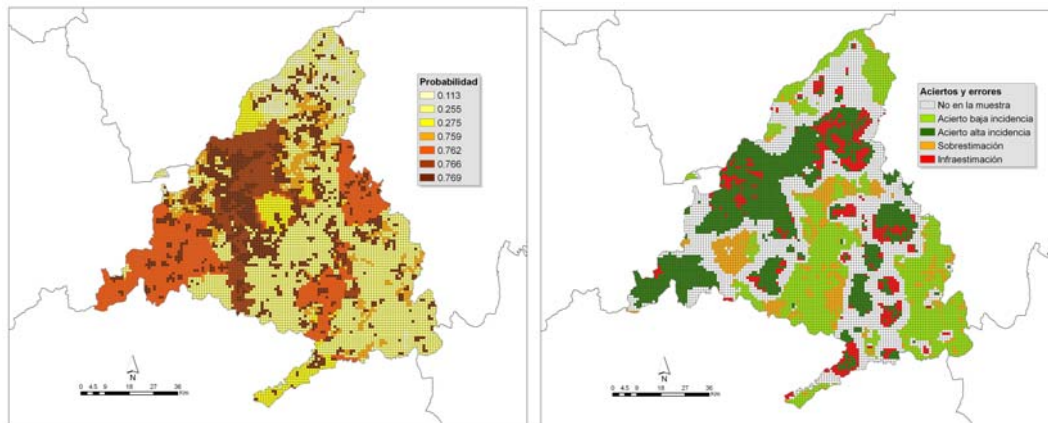 Probabilidad
0.113
0.255
0.275
0.759
0.762
0.766
0.769
N
0 4.5 9 18 27 36
Km
Aciertos y errores
No en la muestra
Acierto baja incidencia
Acierto alta incidencia
Sobrestimación
Infraestimación
N
0 4.5 9 18 27 36
Km